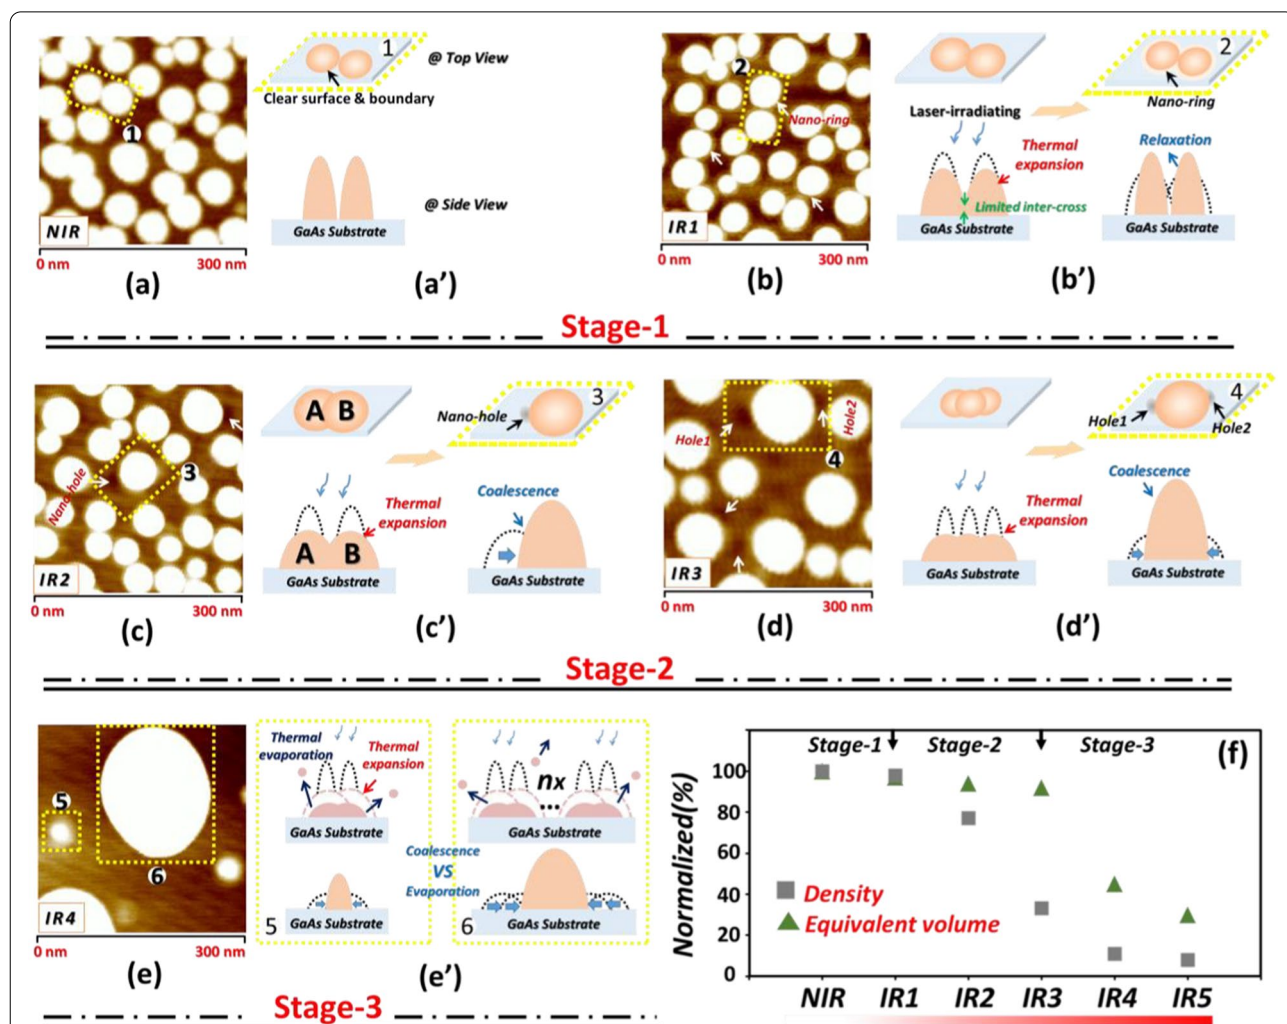 1
@ Top View
Clear surface & boundary
1
@ Side View
NIR
GaAs Substrate
0 nm 300 nm
(a)
(a')
2
Nano-ring
IR1
0 nm 300 nm
(b)
2
Nano-ring
Laser-irradiating
Thermal
expansion
Relaxation
Limited inter-cross
GaAs Substrate
GaAs Substrate
(b')
Stage-1
Nano-hole
3
IR2
0 nm 300 nm
(c)
A B
3
Nano-hole
Coalescence
Thermal
expansion
A B
GaAs Substrate
GaAs Substrate
(c')
Hole1
Hole2
4
IR3
0 nm 300 nm
(d)
4
Hole1
Hole2
Coalescence
Thermal
expansion
GaAs Substrate
GaAs Substrate
(d')
Stage-2
5
6
IR4
0 nm 300 nm
(e)
Thermal
evaporation
Thermal
expansion
GaAs Substrate
nx
...
GaAs Substrate
Coalescence
VS
Evaporation
5
GaAs Substrate
6
GaAs Substrate
(e')
Stage-3
Stage-1 Stage-2 Stage-3
(f)
Normalized(%)
100
80
60
40
20
0
Density
Equivalent volume
NIR IR1 IR2 IR3 IR4 IR5